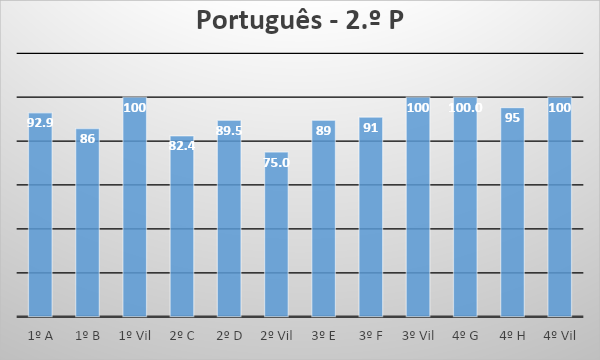 Português - 2.º P
92.9 86 100 82.4 89.5 75.0 89 91 100 100.0 95 100
1º A 1º B 1º Vil 2º C 2º D 2º Vil 3º E 3º F 3º Vil 4º G 4º H 4º Vil